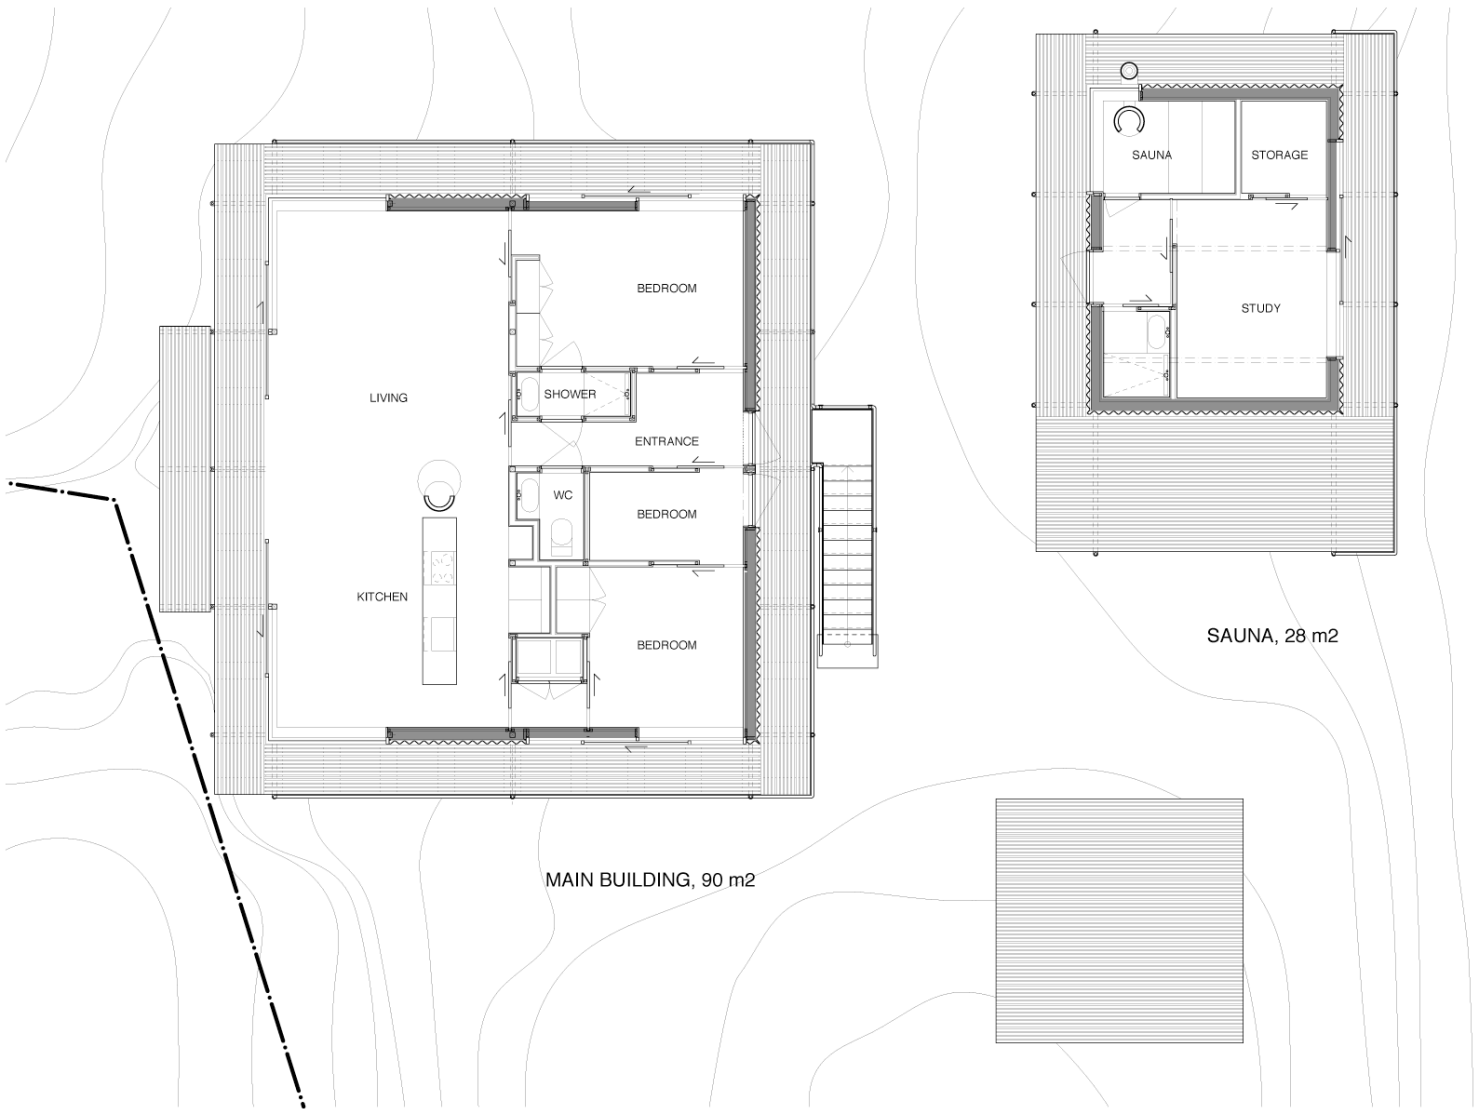 SAUNA
STORAGE
BEDROOM
STUDY
LIVING
SHOWER
ENTRANCE
WC
BEDROOM
KITCHEN
BEDROOM
SAUNA, 28 m2
MAIN BUILDING, 90 m2